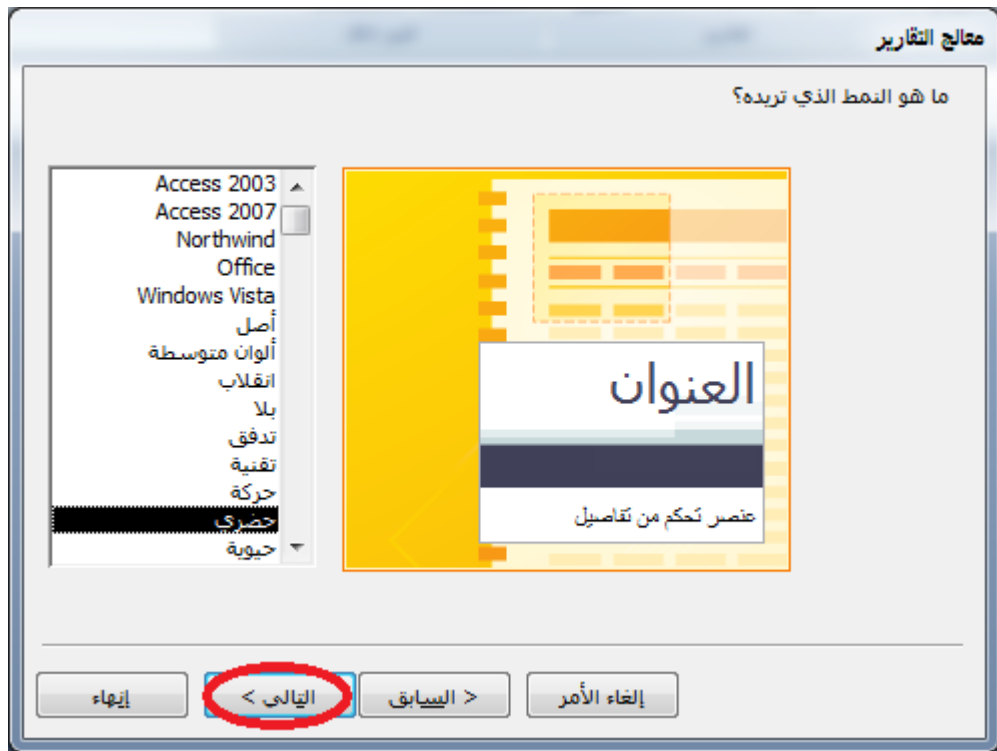 معالج التقارير
ما هو النمط الذي تريده؟
Access 2003
Access 2007
Northwind
Office
Windows Vista
أصل
ألوان متوسطة
انقلاب
بلا
تدفق
تقنية
حركة
حضري
حيوية
العنوان
عنصر تحكم من تفاصيل
إلغاء الأمر
< السابق
التالي >
إنهاء